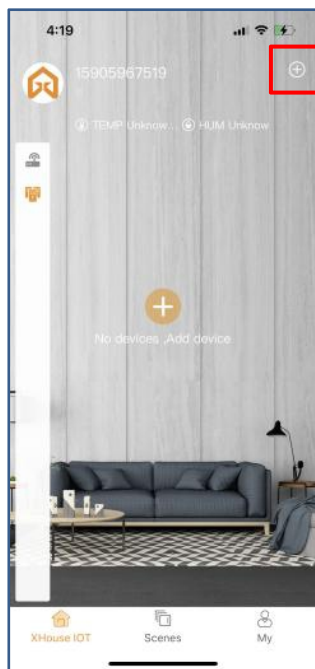 4:19
15905967519
TEMP Unknow... HUM Unknow
No devices ,Add device
XHouse IOT
Scenes
My